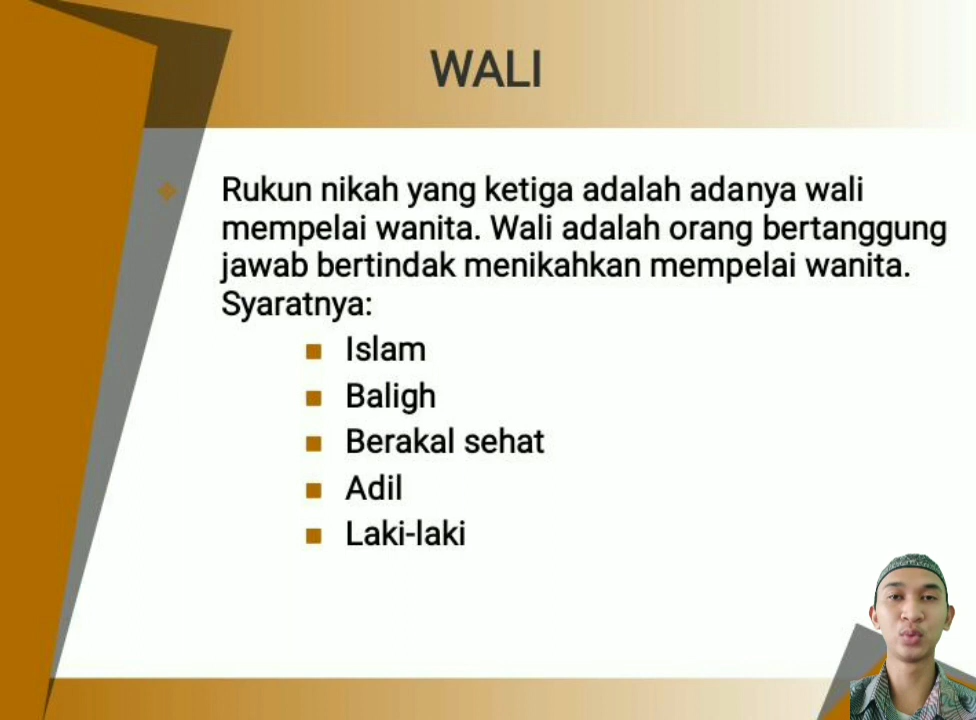 WALI
Rukun nikah yang ketiga adalah adanya wali
mempelai wanita. Wali adalah orang bertanggung
jawab bertindak menikahkan mempelai wanita.
Syaratnya:
Islam
Baligh
Berakal sehat
Adil
Laki-laki